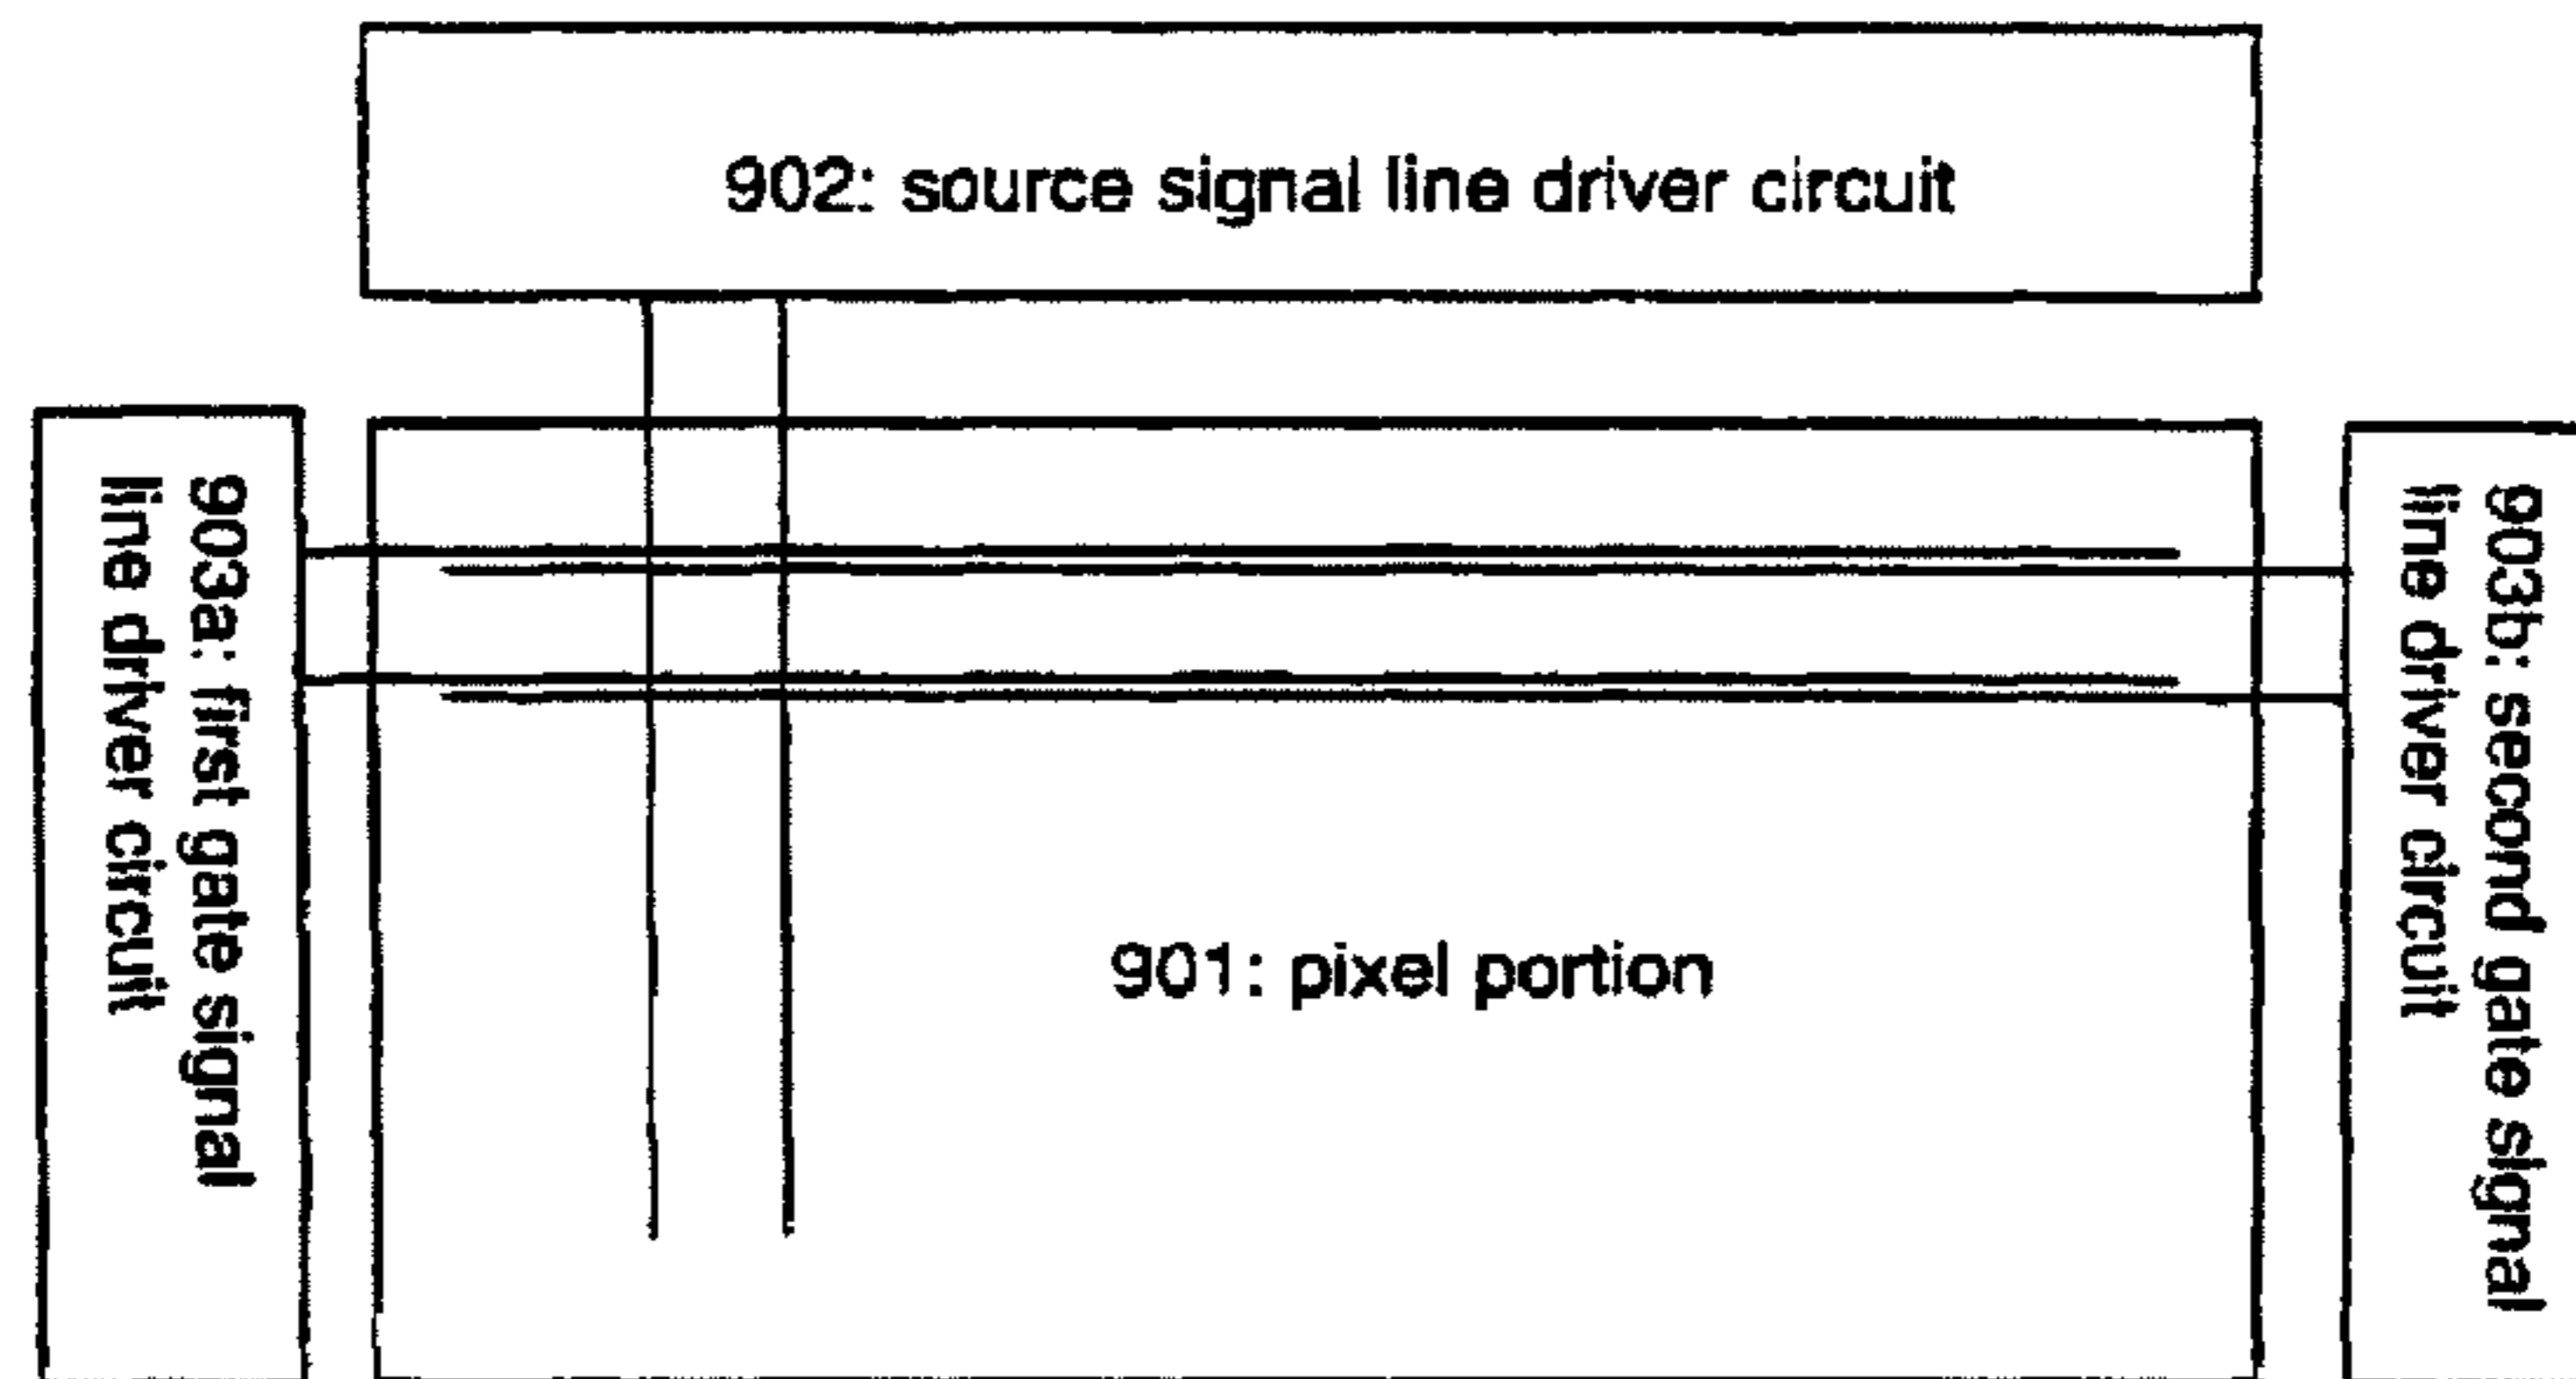 902: source signal line driver circuit
903a: first gate signal
line driver circuit
901: pixel portion
903b: second gate signal
line driver circuit